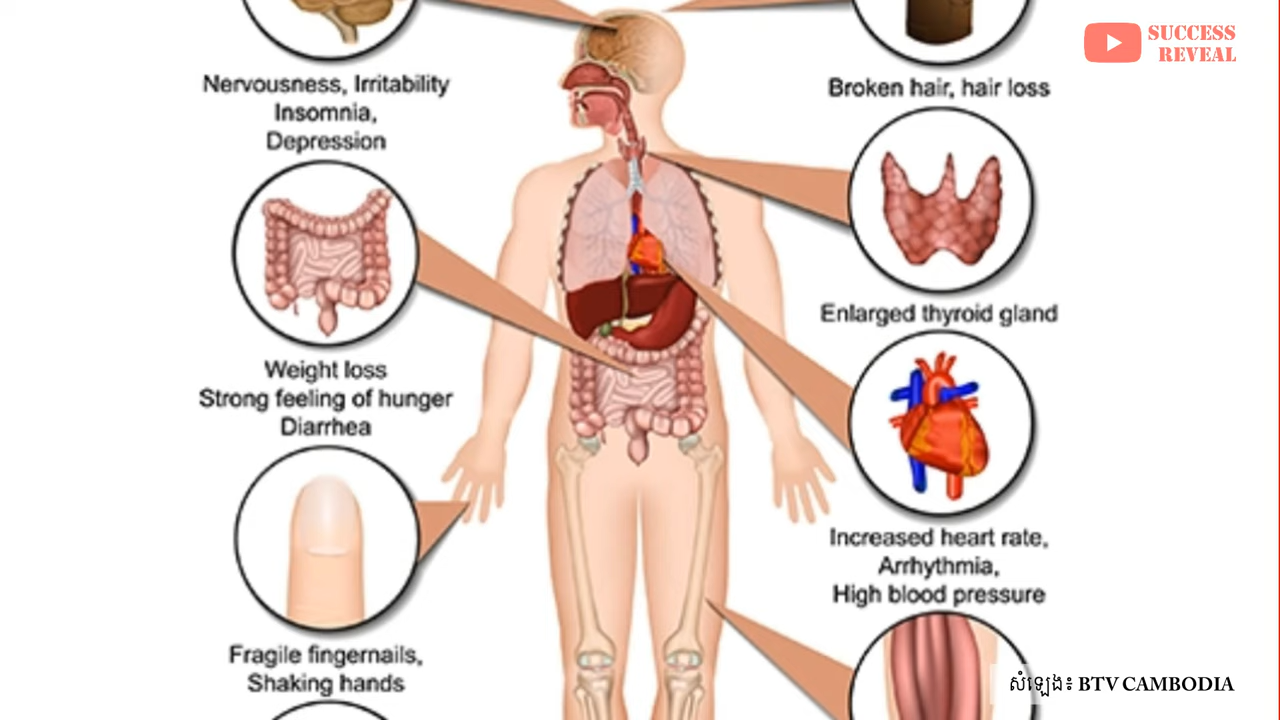 SUCCESS
REVEAL
Nervousness, Irritability
Insomnia,
Depression
Broken hair, hair loss
Enlarged thyroid gland
Weight loss
Strong feeling of hunger
Diarrhea
Increased heart rate,
Arrhythmia,
High blood pressure
Fragile fingernails,
Shaking hands
សំឡេង៖ BTV CAMBODIA